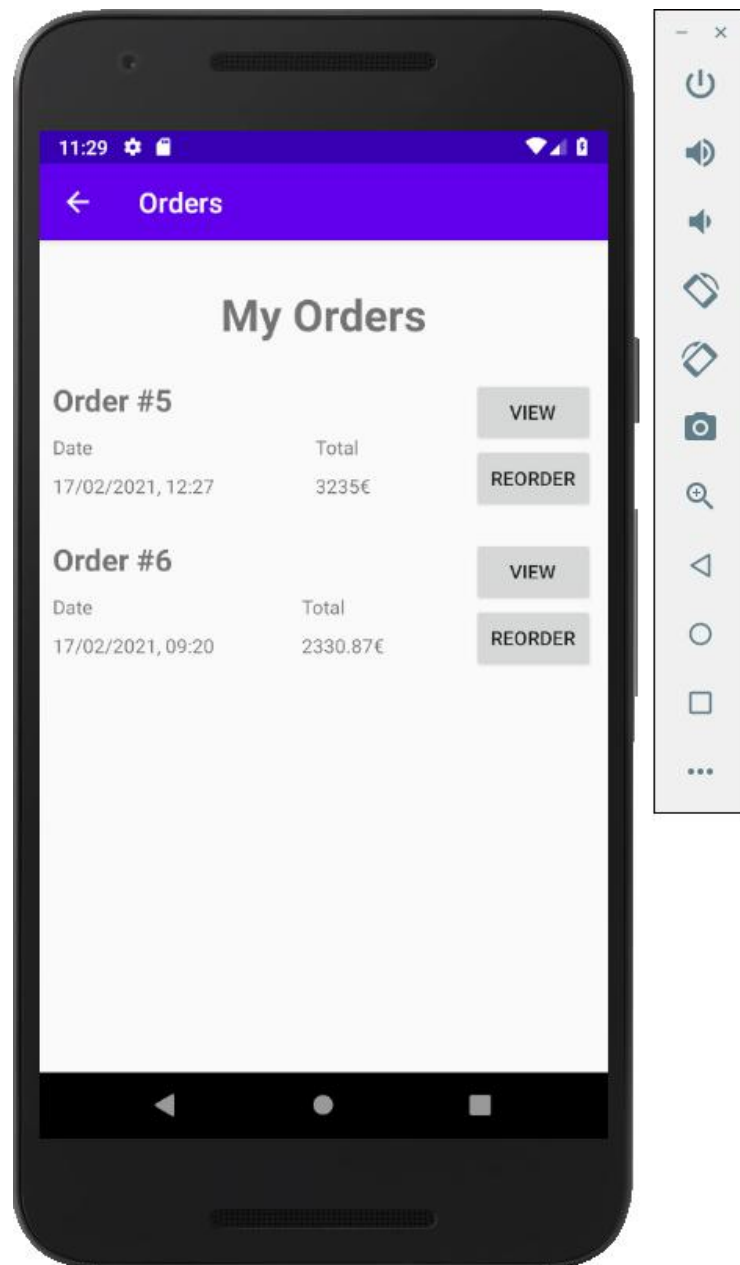 11:29
Orders
My Orders
Order #5
VIEW
Date Total
17/02/2021, 12:27 3235€
REORDER
Order #6
VIEW
Date Total
17/02/2021, 09:20 2330.87€
REORDER